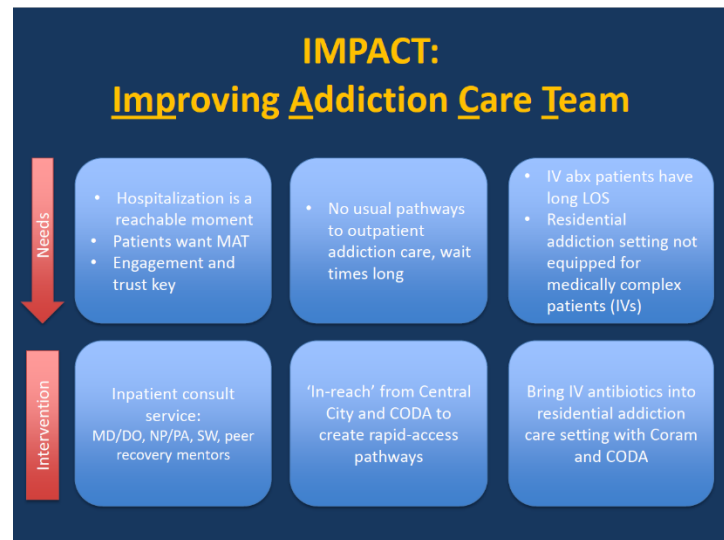 IMPACT:
Improving Addiction Care Team
Needs
• Hospitalization is a
reachable moment
• Patients want MAT
• Engagement and
trust key
• No usual pathways
to outpatient
addiction care, wait
times long
• IV abx patients have
long LOS
• Residential
addiction setting not
equipped for
medically complex
patients (IVs)
Intervention
Inpatient consult
service:
MD/DO, NP/PA, SW, peer
recovery mentors
‘In-reach’ from Central
City and CODA to
create rapid-access
pathways
Bring IV antibiotics into
residential addiction
care setting with Coram
and CODA